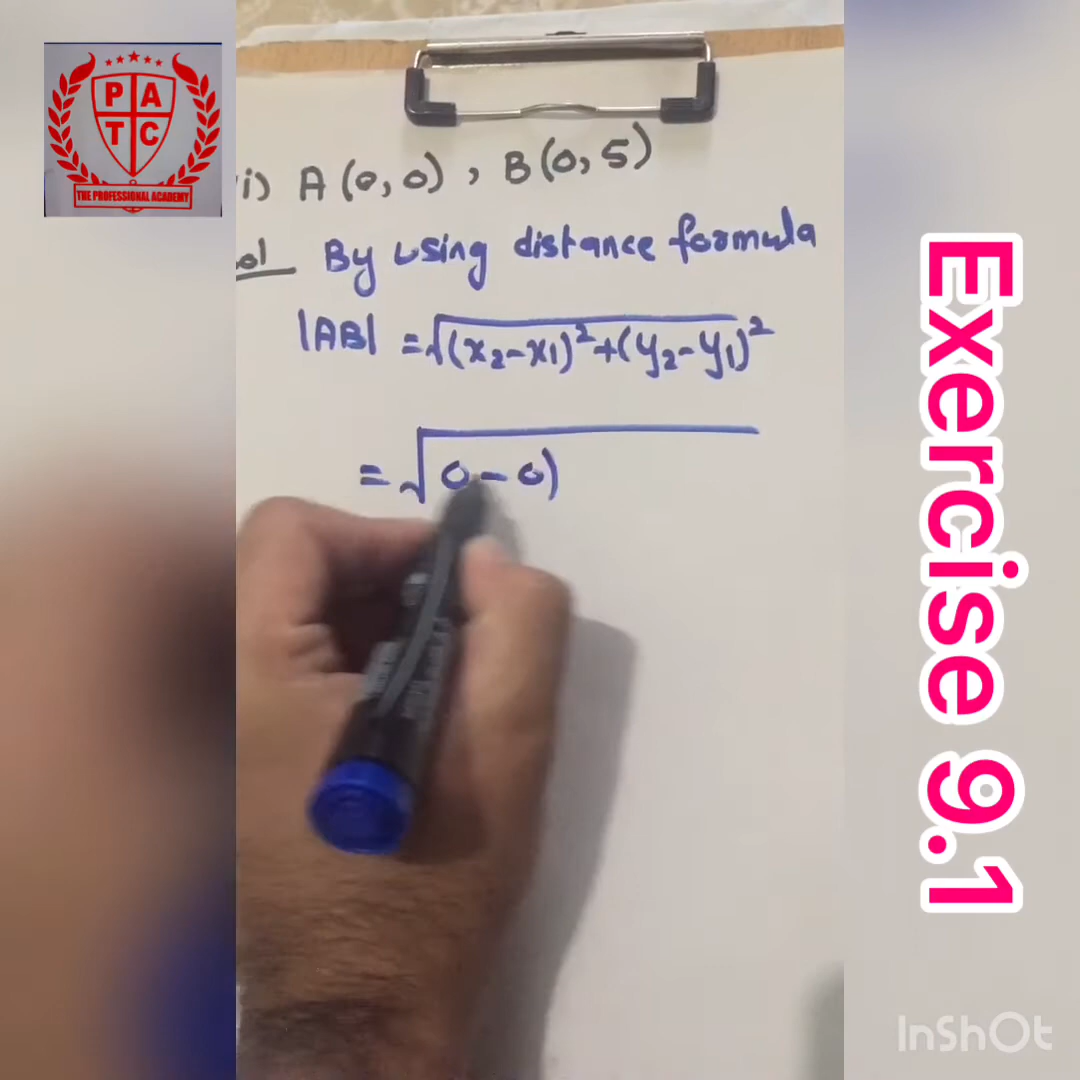 P A
T C
THE PROFESSIONAL ACADEMY
i) A (0, 0) , B (0, 5)
By using distance formula
|AB| = √(x₂-x₁)²+(y₂-y₁)²
= √0-0)
Exercise 9.1
InShOt